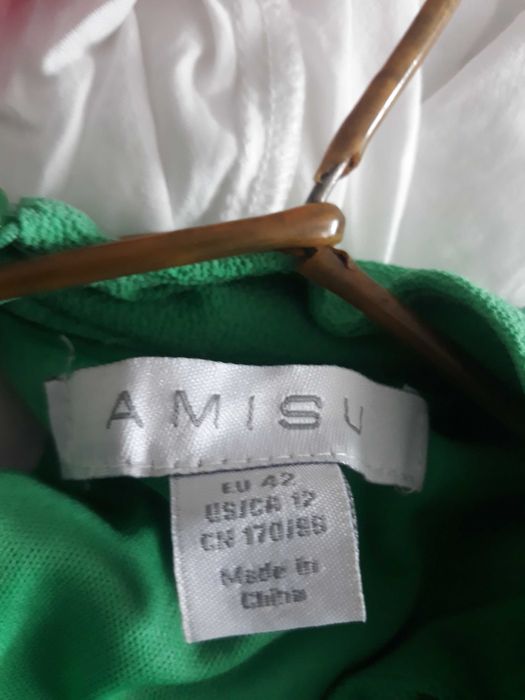 AMISU
EU 42
US/CA 12
CN 170/96
Made in
China